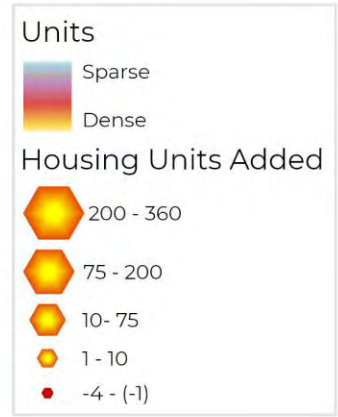 Units
Sparse
Dense
Housing Units Added
200 - 360
75 - 200
10- 75
1 - 10
-4 - (-1)